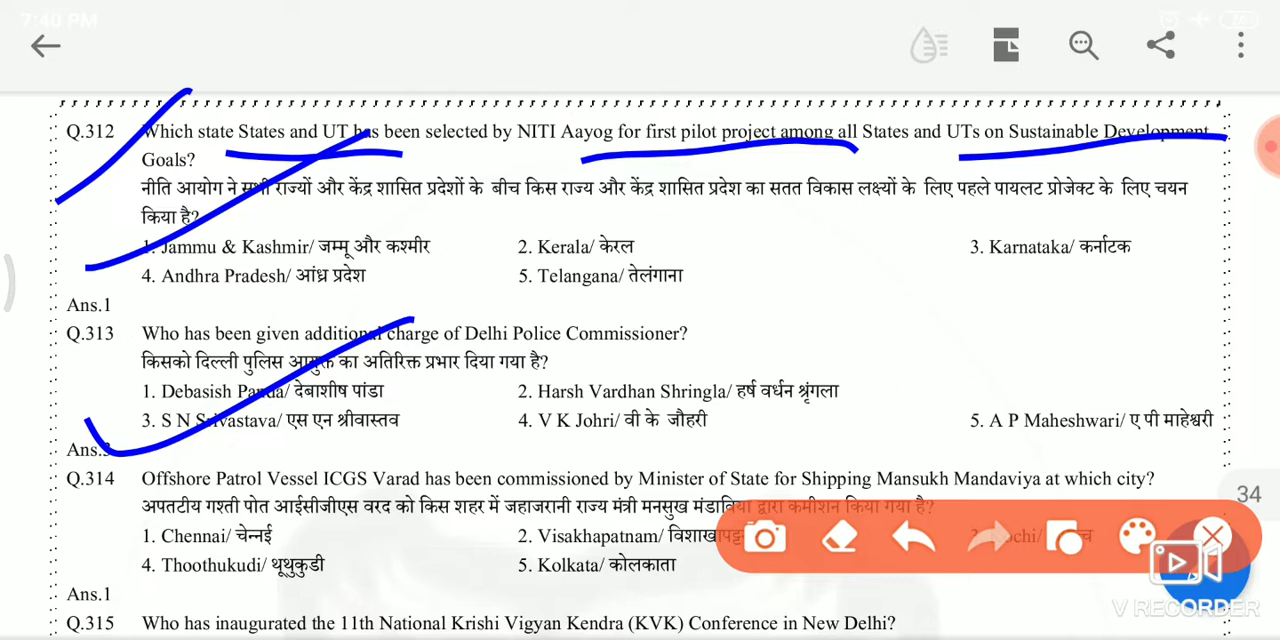 7:40 PM
Q.312 Which state States and UT has been selected by NITI Aayog for first pilot project among all States and UTs on Sustainable Development
Goals?
नीति आयोग ने सभी राज्यों और केंद्र शासित प्रदेशों के बीच किस राज्य और केंद्र शासित प्रदेश का सतत विकास लक्ष्यों के लिए पहले पायलट प्रोजेक्ट के लिए चयन
किया है?
1. Jammu & Kashmir/ जम्मू और कश्मीर 2. Kerala/ केरल 3. Karnataka/ कर्नाटक
4. Andhra Pradesh/ आंध्र प्रदेश 5. Telangana/ तेलंगाना
Ans.1
Q.313 Who has been given additional charge of Delhi Police Commissioner?
किसको दिल्ली पुलिस आयुक्त का अतिरिक्त प्रभार दिया गया है?
1. Debasish Panda/ देबाशीष पांडा 2. Harsh Vardhan Shringla/ हर्ष वर्धन श्रृंगला
3. S N Srivastava/ एस एन श्रीवास्तव 4. V K Johri/ वी के जौहरी 5. A P Maheshwari/ ए पी माहेश्वरी
Ans.3
Q.314 Offshore Patrol Vessel ICGS Varad has been commissioned by Minister of State for Shipping Mansukh Mandaviya at which city?
34
अपतटीय गश्ती पोत आईसीजीएस वरद को किस शहर में जहाजरानी राज्य मंत्री मनसुख मंडाविया द्वारा कमीशन किया गया है?
1. Chennai/ चेन्नई 2. Visakhapatnam/
4. Thoothukudi/ थूथुकुडी 5. Kolkata/ कोलकाता
Ans.1
V RECORDER
Q.315 Who has inaugurated the 11th National Krishi Vigyan Kendra (KVK) Conference in New Delhi?